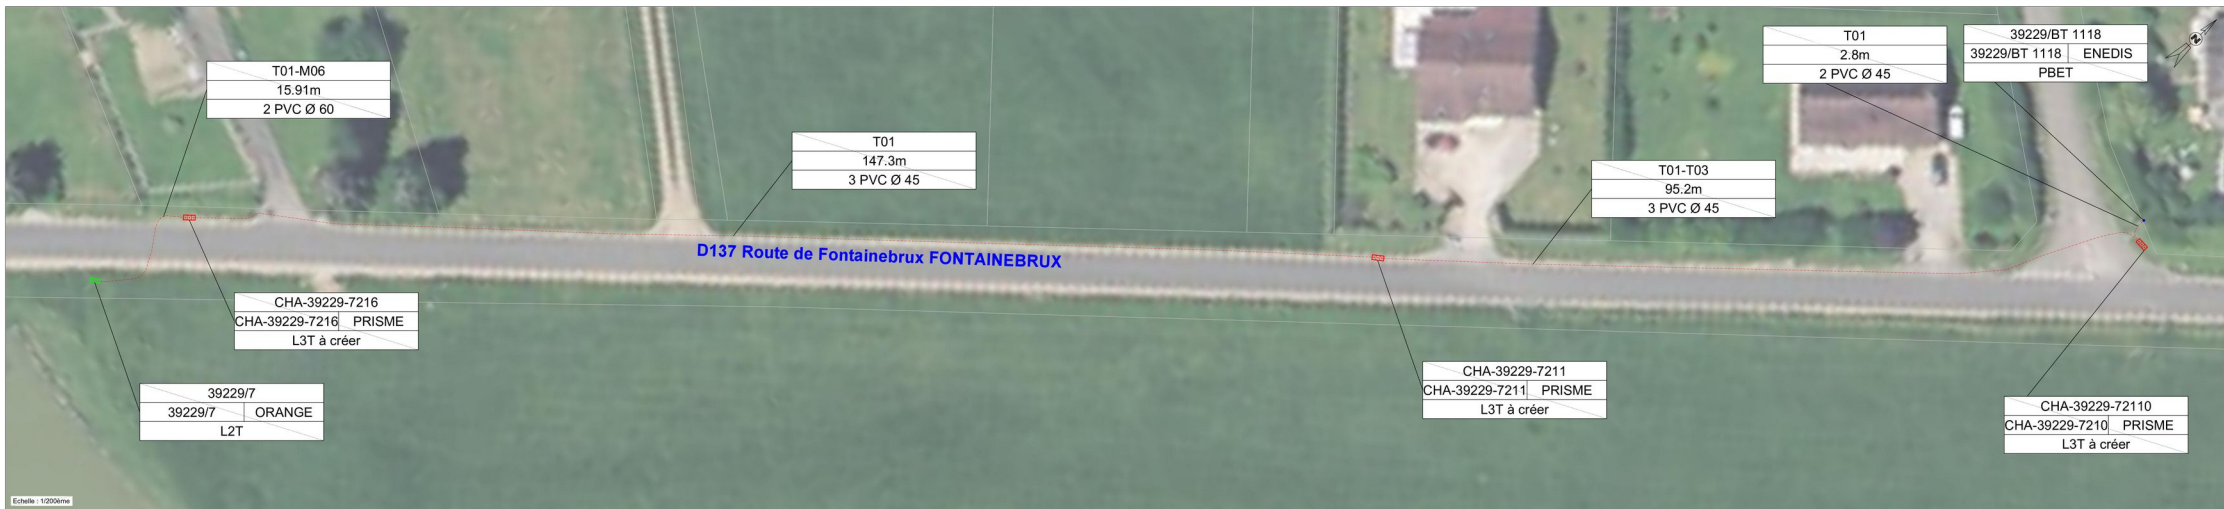 T01-M06
15.91m
2 PVC Ø 60
T01
147.3m
3 PVC Ø 45
T01-T03
95.2m
3 PVC Ø 45
T01
2.8m
2 PVC Ø 45
39229/BT 1118
39229/BT 1118 ENEDIS
PBET
N
D137 Route de Fontainebrux FONTAINEBRUX
CHA-39229-7216
CHA-39229-7216 PRISME
L3T à créer
39229/7
39229/7 ORANGE
L2T
CHA-39229-7211
CHA-39229-7211 PRISME
L3T à créer
CHA-39229-72110
CHA-39229-7210 PRISME
L3T à créer
Echelle : 1/200ème